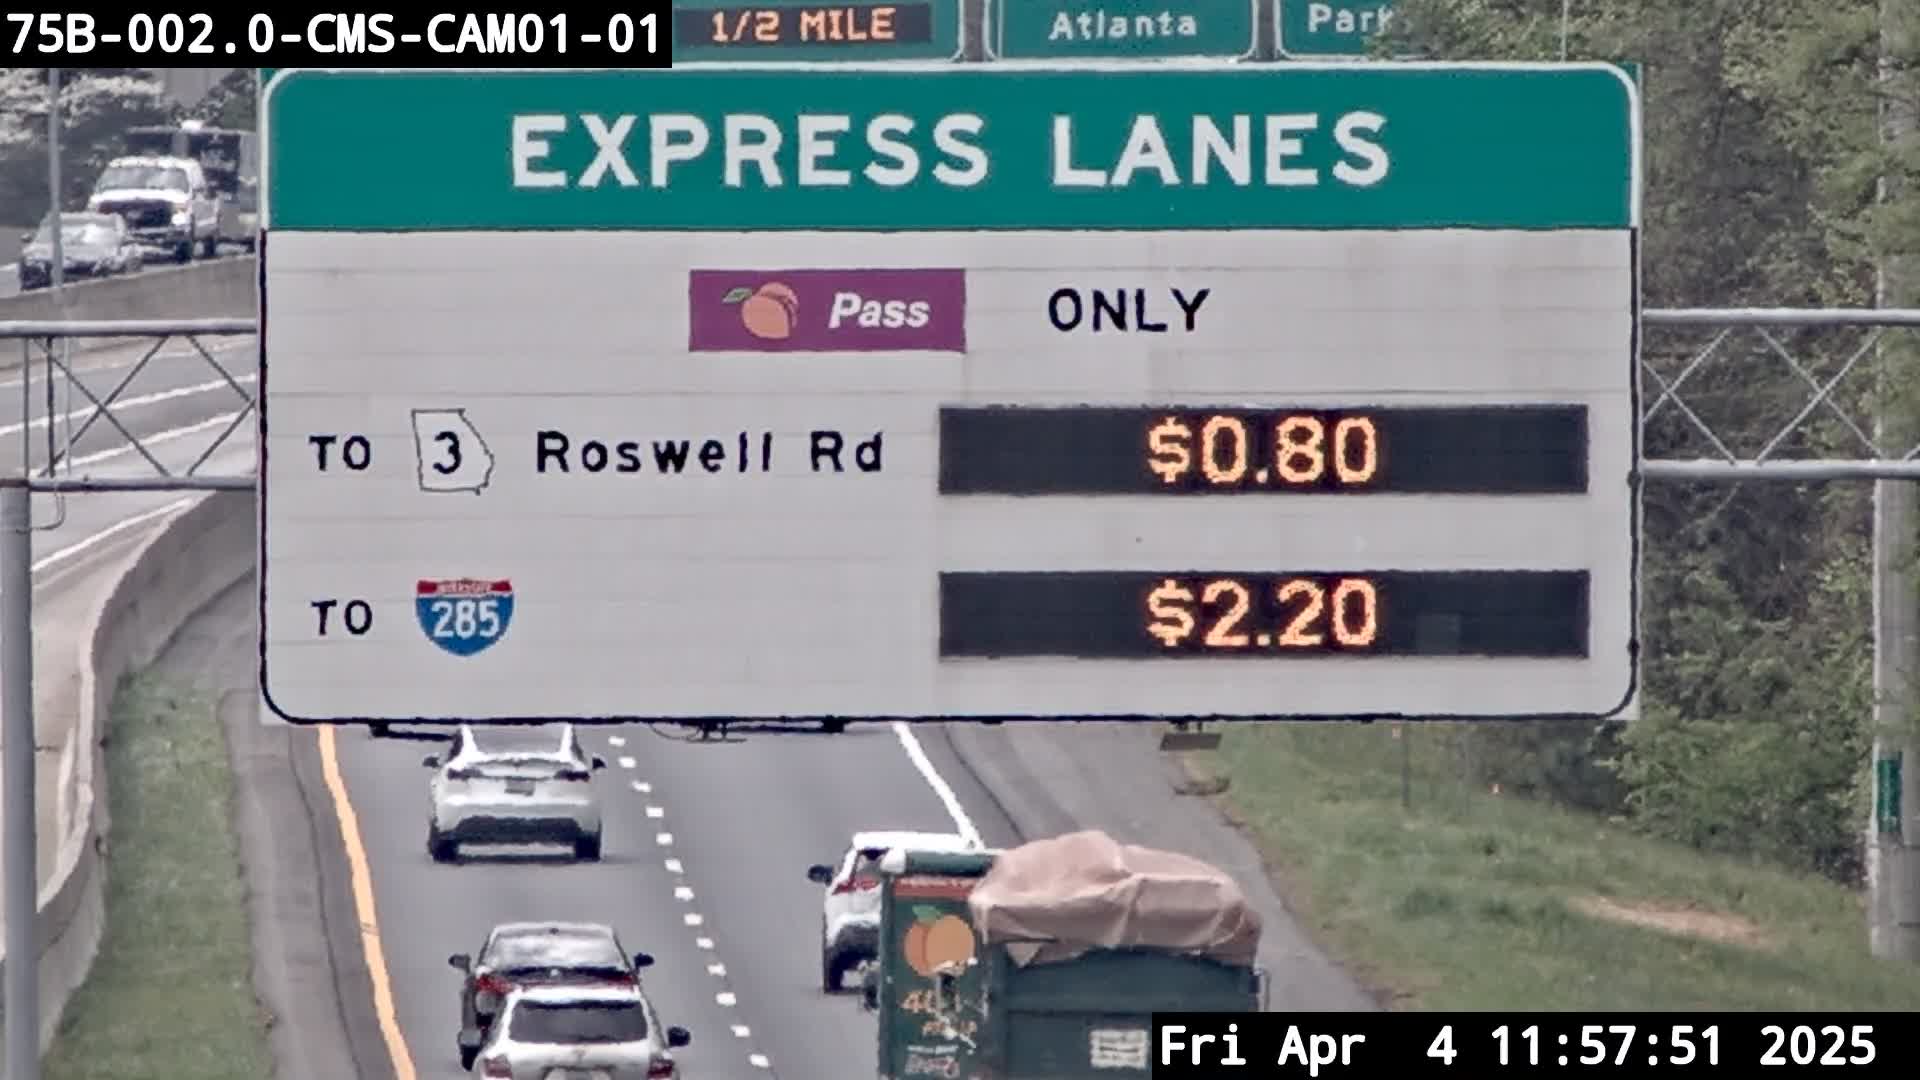 75B-002.0-CMS-CAM01-01
1/2 MILE
Atlanta
Park
EXPRESS LANES
Pass ONLY
TO 3 Roswell Rd $0.80
TO INTERSTATE 285 $2.20
Fri Apr 4 11:57:51 2025